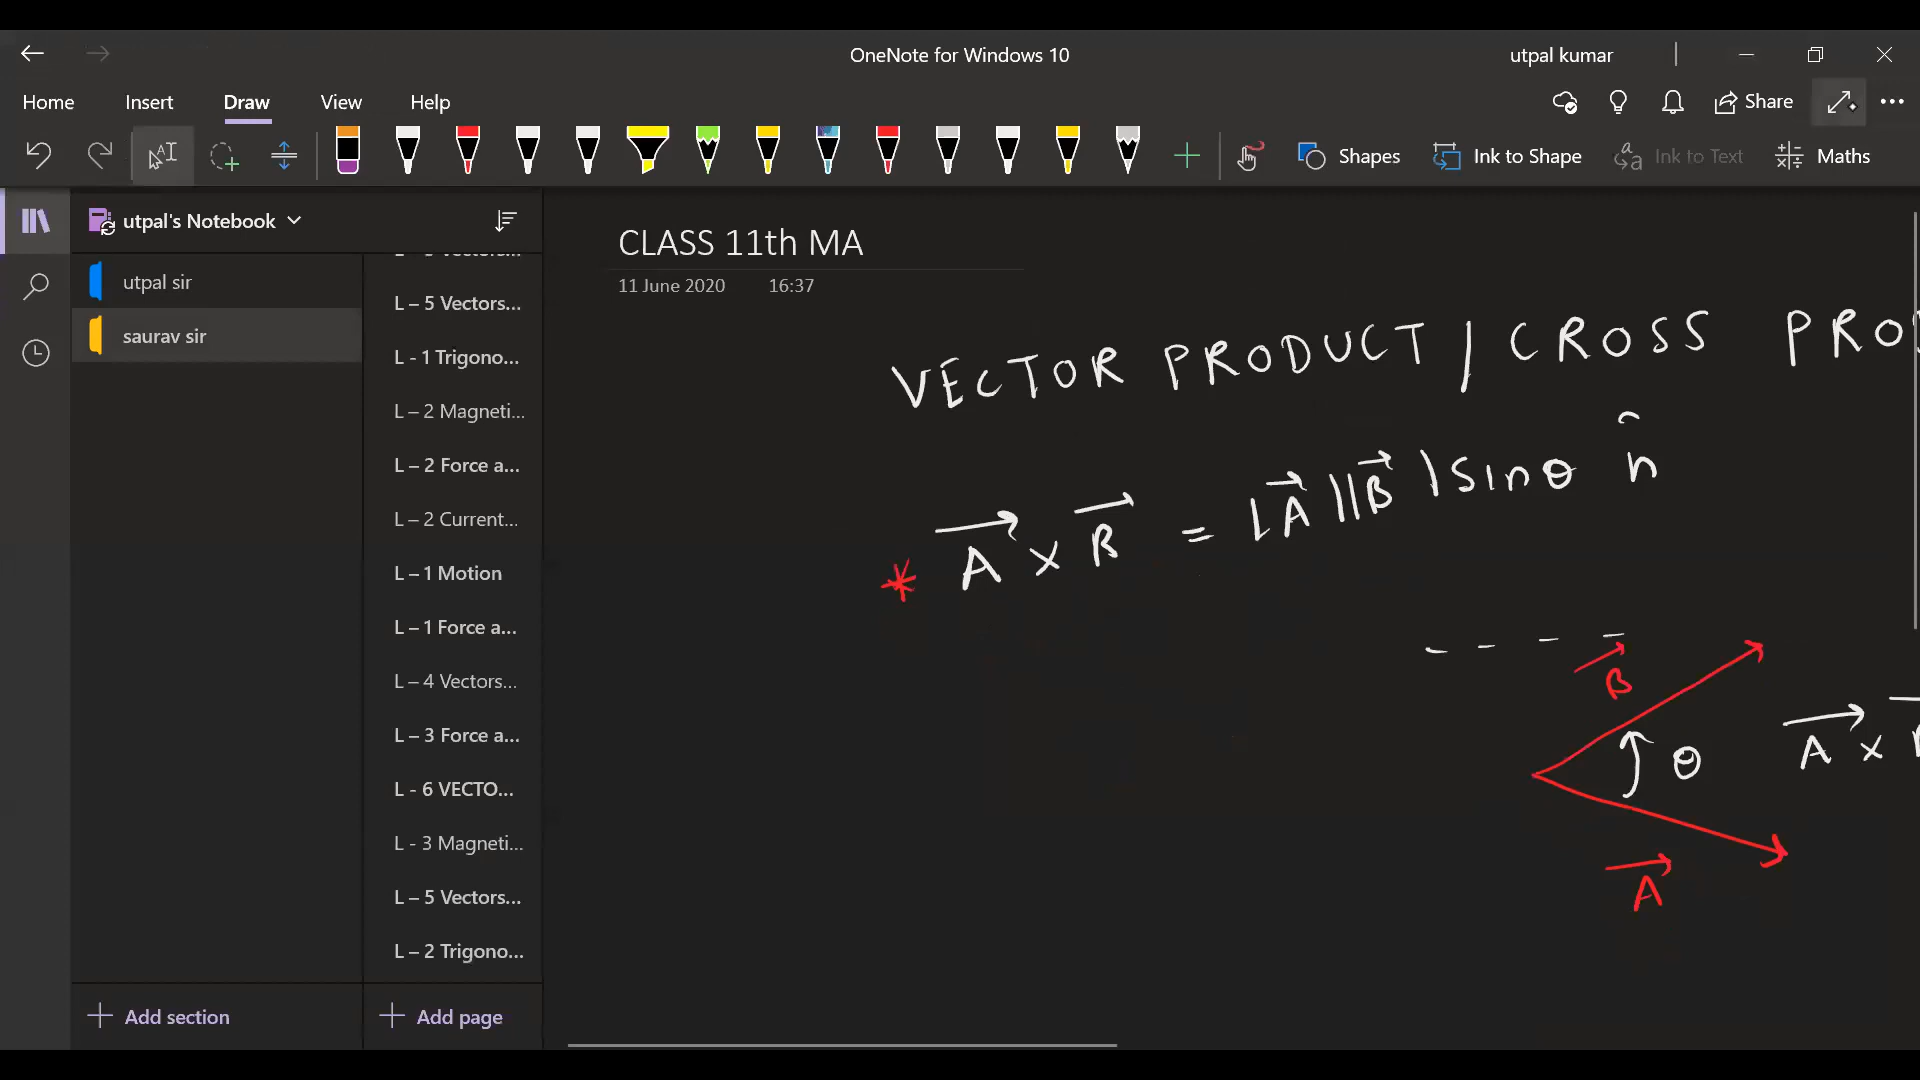 OneNote for Windows 10
utpal kumar
Home Insert Draw View Help
Share
Shapes Ink to Shape Ink to Text Maths
utpal's Notebook
utpal sir
saurav sir
L – 5 Vectors...
L - 1 Trigono...
L – 2 Magneti...
L – 2 Force a...
L – 2 Current...
L – 1 Motion
L – 1 Force a...
L – 4 Vectors...
L – 3 Force a...
L - 6 VECTO...
L - 3 Magneti...
L – 5 Vectors...
L – 2 Trigono...
Add section
Add page
CLASS 11th MA
11 June 2020 16:37
VECTOR PRODUCT / CROSS PRO
* A⃗ × B⃗ = |A⃗||B⃗| sinθ n̂
B⃗
θ
A⃗ ×
A⃗